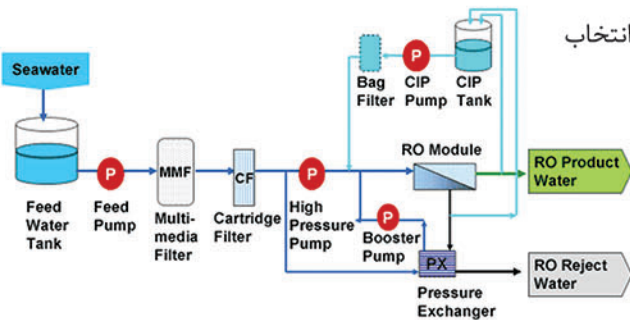 انتخاب
Seawater
P
Bag
Filter
CIP
Pump
CIP
Tank
RO Module
RO Product
Water
P
MMF
CF
P
Feed
Water
Tank
Feed
Pump
Multi-
media
Filter
Cartridge
Filter
High
Pressure
Pump
P
Booster
Pump
PX
Pressure
Exchanger
RO Reject
Water